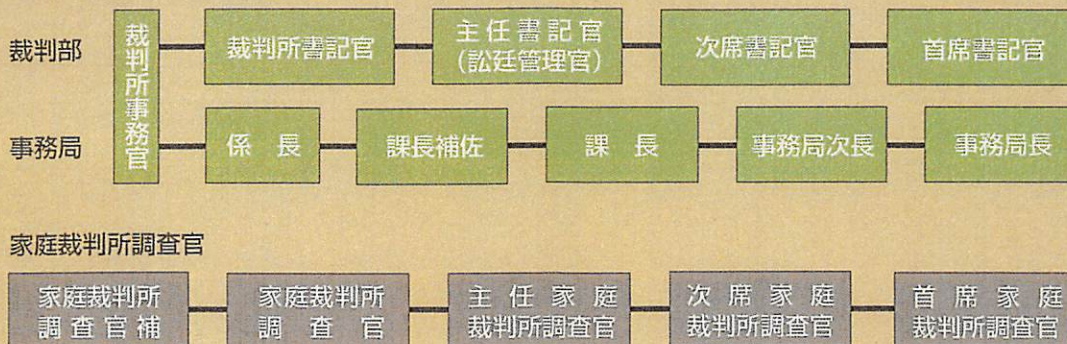 裁判部
裁判所事務官
裁判所書記官
主任書記官
(訟廷管理官)
次席書記官
首席書記官
事務局
係長
課長補佐
課長
事務局次長
事務局長
家庭裁判所調査官
家庭裁判所
調査官補
家庭裁判所
調査官
主任家庭
裁判所調査官
次席家庭
裁判所調査官
首席家庭
裁判所調査官